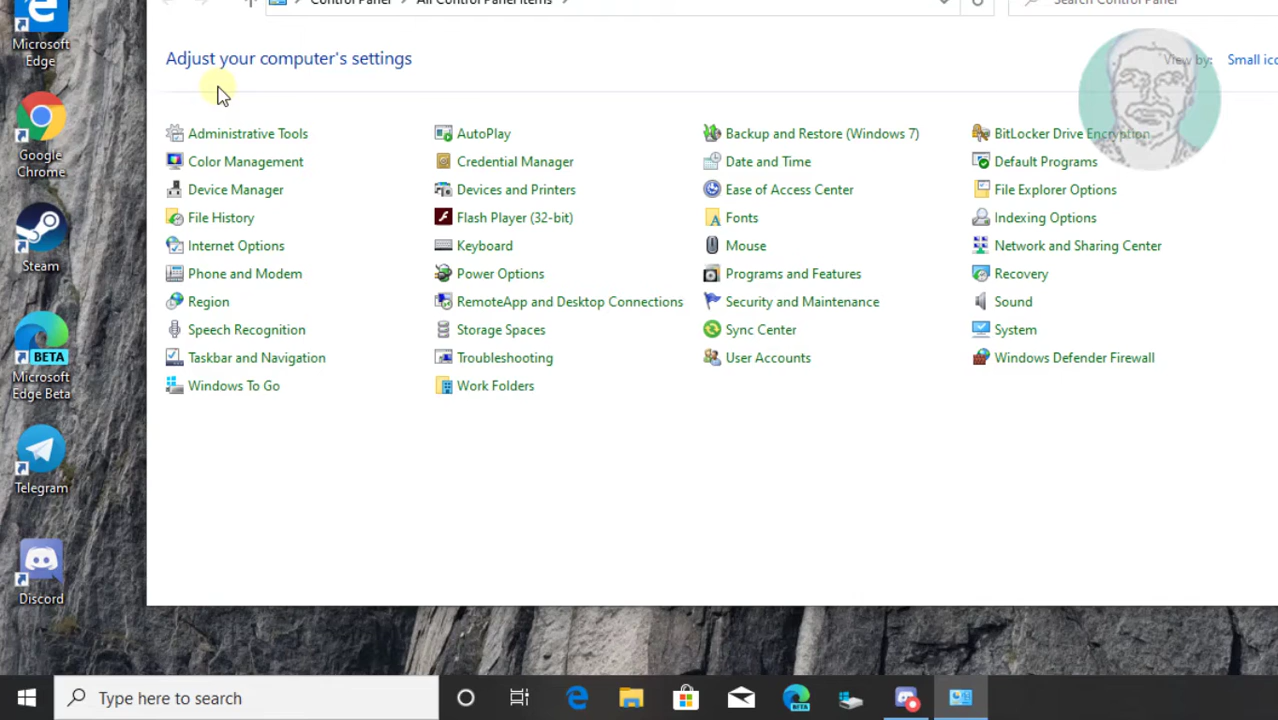 Microsoft
Edge
Google
Chrome
Steam
BETA
Microsoft
Edge Beta
Telegram
Discord
Control Panel > All Control Panel Items >
Search Control Panel
Adjust your computer's settings
View by:
Administrative Tools
AutoPlay
Backup and Restore (Windows 7)
BitLocker Drive Encryption
Color Management
Credential Manager
Date and Time
Default Programs
Device Manager
Devices and Printers
Ease of Access Center
File Explorer Options
File History
Flash Player (32-bit)
Fonts
Indexing Options
Internet Options
Keyboard
Mouse
Network and Sharing Center
Phone and Modem
Power Options
Programs and Features
Recovery
Region
RemoteApp and Desktop Connections
Security and Maintenance
Sound
Speech Recognition
Storage Spaces
Sync Center
System
Taskbar and Navigation
Troubleshooting
User Accounts
Windows Defender Firewall
Windows To Go
Work Folders
Type here to search
BETA